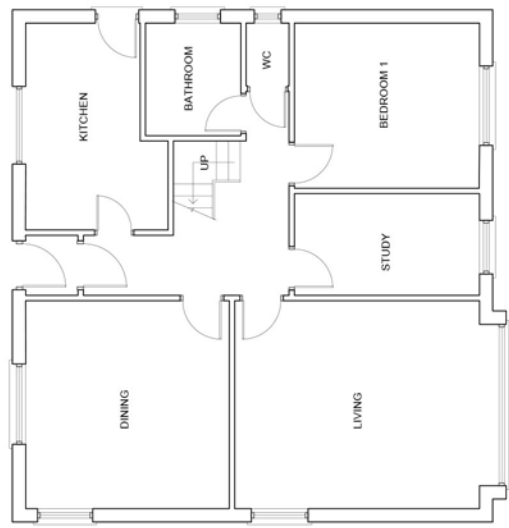 KITCHEN
BATHROOM
WC
BEDROOM 1
UP
STUDY
DINING
LIVING